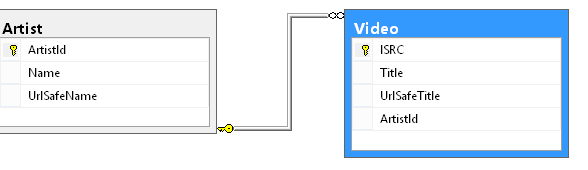 Artist
ArtistId
Name
UrlSafeName
Video
ISRC
Title
UrlSafeTitle
ArtistId